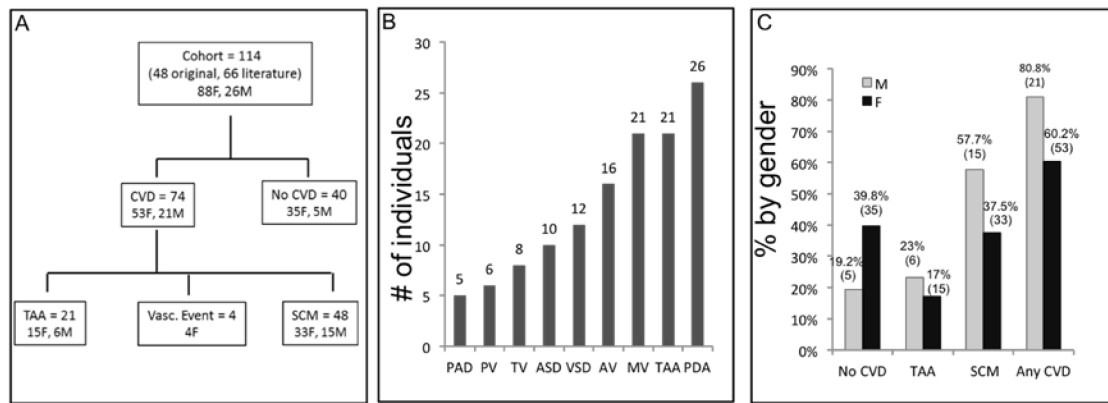 A
Cohort = 114
(48 original, 66 literature)
88F, 26M
CVD = 74
53F, 21M
No CVD = 40
35F, 5M
TAA = 21
15F, 6M
Vasc. Event = 4
4F
SCM = 48
33F, 15M
B
# of individuals
30
25
20
15
10
5
0
5
6
8
10
12
16
21
21
26
PAD PV TV ASD VSD AV MV TAA PDA
C
% by gender
90%
80%
70%
60%
50%
40%
30%
20%
10%
0%
M
F
19.2%
(5)
39.8%
(35)
23%
(6)
17%
(15)
57.7%
(15)
37.5%
(33)
80.8%
(21)
60.2%
(53)
No CVD TAA SCM Any CVD